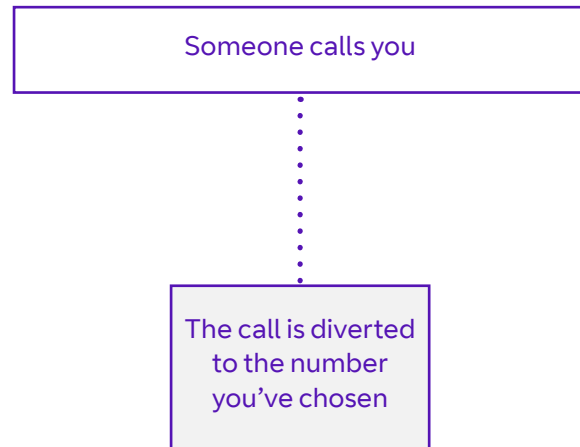 Someone calls you
The call is diverted
to the number
you’ve chosen